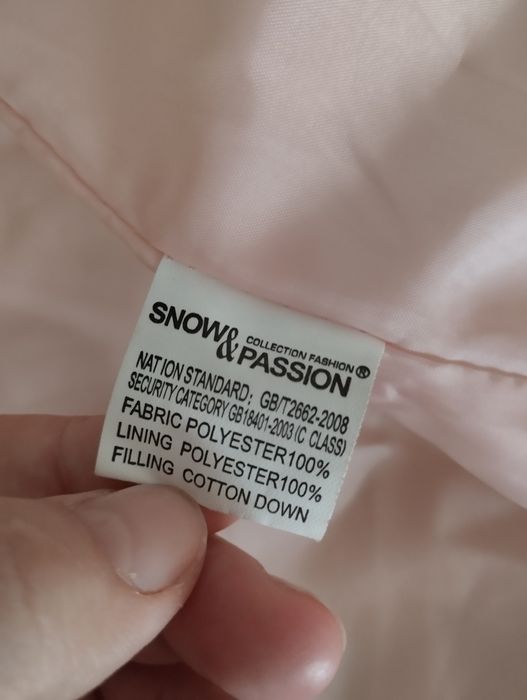 SNOW & PASSION
COLLECTION FASHION ®
NATION STANDARD: GB/T2662-2008
SECURITY CATEGORY GB18401-2003 (C CLASS)
FABRIC POLYESTER100%
LINING POLYESTER100%
FILLING COTTON DOWN